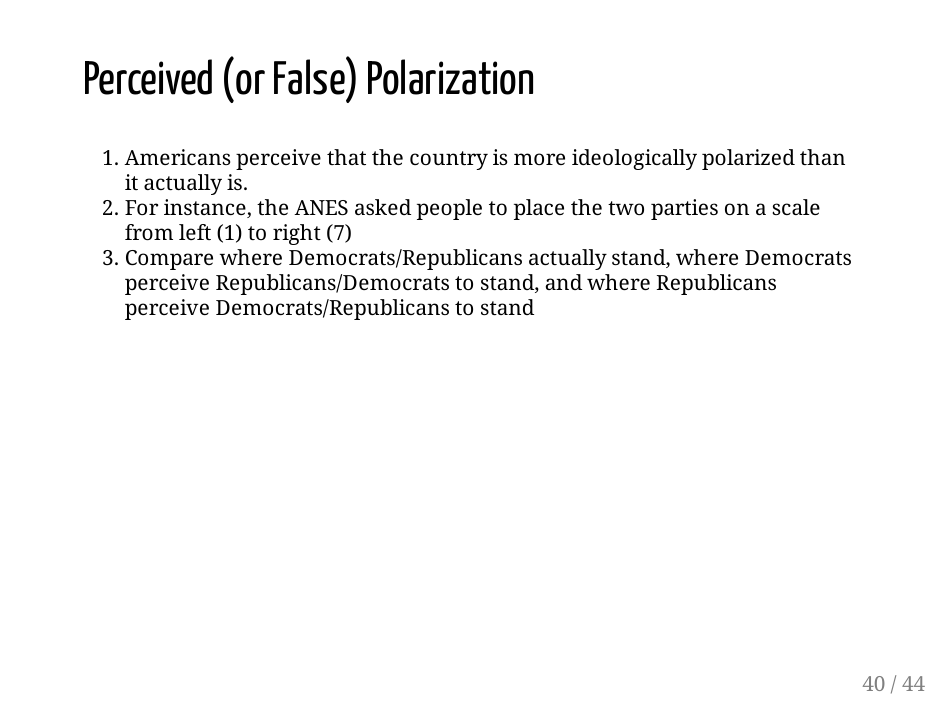 Perceived (or False) Polarization
1. Americans perceive that the country is more ideologically polarized than
it actually is.
2. For instance, the ANES asked people to place the two parties on a scale
from left (1) to right (7)
3. Compare where Democrats/Republicans actually stand, where Democrats
perceive Republicans/Democrats to stand, and where Republicans
perceive Democrats/Republicans to stand
40 / 44